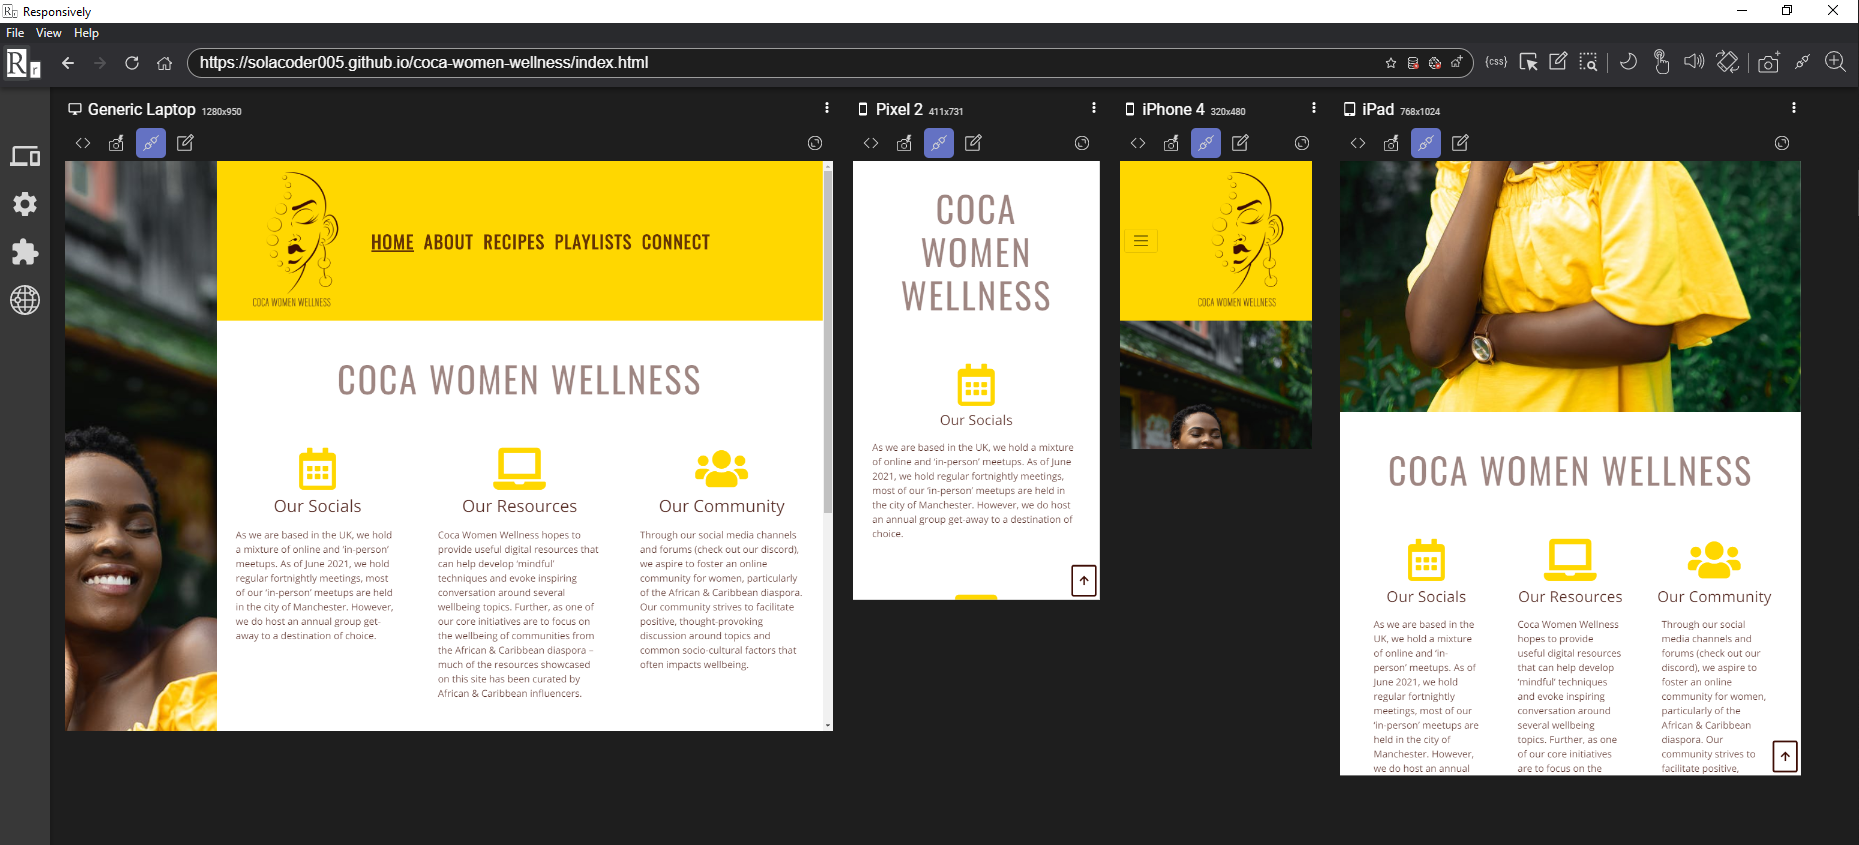 Responsively
File View Help
https://solacoder005.github.io/coca-women-wellness/index.html
{css}
Generic Laptop 1280x950
HOME ABOUT RECIPES PLAYLISTS CONNECT
COCA WOMEN WELLNESS
COCA WOMEN WELLNESS
Our Socials
As we are based in the UK, we hold
a mixture of online and ‘in-person’
meetups. As of June 2021, we hold
regular fortnightly meetings, most
of our ‘in-person’ meetups are held
in the city of Manchester. However,
we do host an annual group get-
away to a destination of choice.
Our Resources
Coca Women Wellness hopes to
provide useful digital resources that
can help develop ‘mindful’
techniques and evoke inspiring
conversation around several
wellbeing topics. Further, as one of
our core initiatives are to focus on
the wellbeing of communities from
the African & Caribbean diaspora –
much of the resources showcased
on this site has been curated by
African & Caribbean influencers.
Our Community
Through our social media channels
and forums (check out our discord),
we aspire to foster an online
community for women, particularly
of the African & Caribbean diaspora.
Our community strives to facilitate
positive, thought-provoking
discussion around topics and
common socio-cultural factors that
often impacts wellbeing.
Pixel 2 411x731
COCA
WOMEN
WELLNESS
Our Socials
As we are based in the UK, we hold a mixture
of online and ‘in-person’ meetups. As of June
2021, we hold regular fortnightly meetings,
most of our ‘in-person’ meetups are held in
the city of Manchester. However, we do host
an annual group get-away to a destination of
choice.
iPhone 4 320x480
COCA WOMEN WELLNESS
iPad 768x1024
COCA WOMEN WELLNESS
Our Socials
As we are based in the
UK, we hold a mixture
of online and ‘in-
person’ meetups. As of
June 2021, we hold
regular fortnightly
meetings, most of our
‘in-person’ meetups are
held in the city of
Manchester. However,
we do host an annual
Our Resources
Coca Women Wellness
hopes to provide
useful digital resources
that can help develop
‘mindful’ techniques
and evoke inspiring
conversation around
several wellbeing
topics. Further, as one
of our core initiatives
are to focus on the
Our Community
Through our social
media channels and
forums (check out our
discord), we aspire to
foster an online
community for women,
particularly of the
African & Caribbean
diaspora. Our
community strives to
facilitate positive,